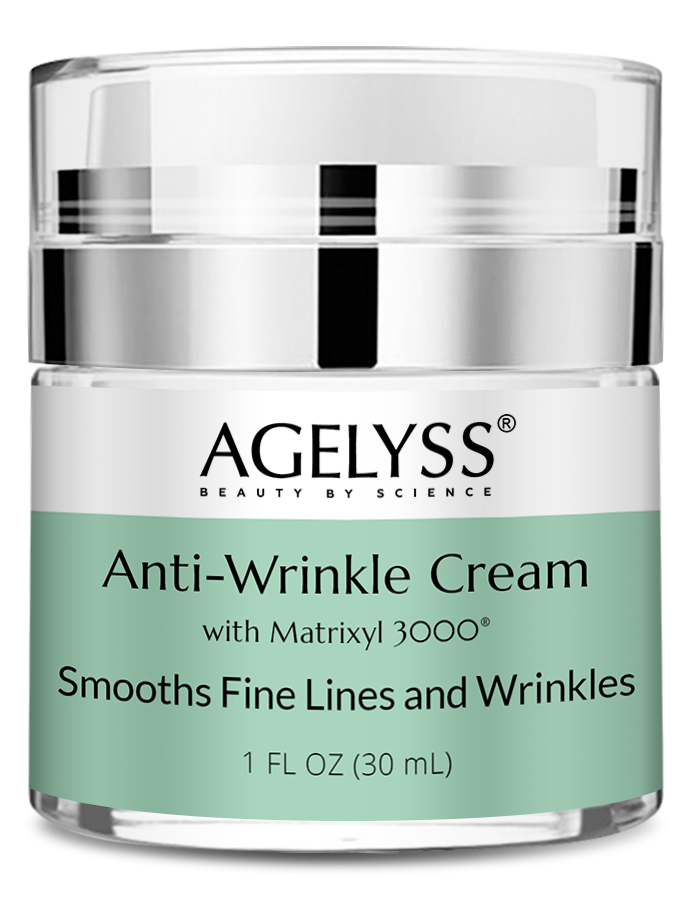 AGELYSS®
BEAUTY BY SCIENCE
Anti-Wrinkle Cream
with Matrixyl 3000®
Smooths Fine Lines and Wrinkles
1 FL OZ (30 mL)